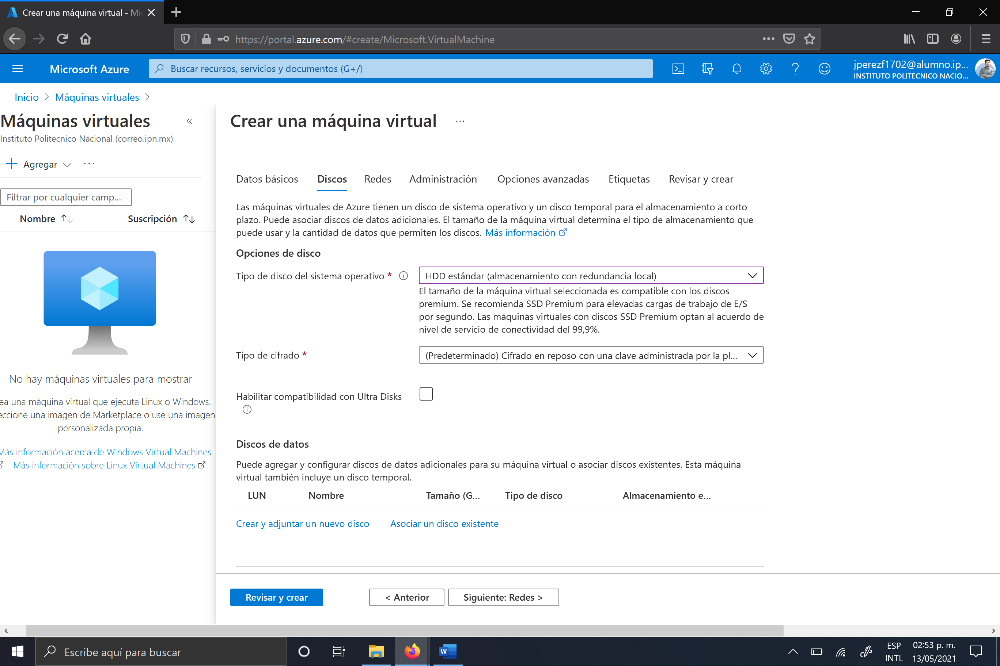 Crear una máquina virtual - Mic
https://portal.azure.com/#create/Microsoft.VirtualMachine
Microsoft Azure
Buscar recursos, servicios y documentos (G+/)
jperezf1702@alumno.ip...
INSTITUTO POLITECNICO NACIO...
Inicio > Máquinas virtuales >
Máquinas virtuales «
Instituto Politecnico Nacional (correo.ipn.mx)
Agregar ...
Filtrar por cualquier camp...
Nombre Suscripción
No hay máquinas virtuales para mostrar
ea una máquina virtual que ejecuta Linux o Windows.
eccione una imagen de Marketplace o use una imagen
personalizada propia.
Más información acerca de Windows Virtual Machines
Más información sobre Linux Virtual Machines
Crear una máquina virtual ...
Datos básicos Discos Redes Administración Opciones avanzadas Etiquetas Revisar y crear
Las máquinas virtuales de Azure tienen un disco de sistema operativo y un disco temporal para el almacenamiento a corto
plazo. Puede asociar discos de datos adicionales. El tamaño de la máquina virtual determina el tipo de almacenamiento que
puede usar y la cantidad de datos que permiten los discos. Más información
Opciones de disco
Tipo de disco del sistema operativo * HDD estándar (almacenamiento con redundancia local)
El tamaño de la máquina virtual seleccionada es compatible con los discos
premium. Se recomienda SSD Premium para elevadas cargas de trabajo de E/S
por segundo. Las máquinas virtuales con discos SSD Premium optan al acuerdo de
nivel de servicio de conectividad del 99,9%.
Tipo de cifrado * (Predeterminado) Cifrado en reposo con una clave administrada por la pl...
Habilitar compatibilidad con Ultra Disks
Discos de datos
Puede agregar y configurar discos de datos adicionales para su máquina virtual o asociar discos existentes. Esta máquina
virtual también incluye un disco temporal.
LUN Nombre Tamaño (G... Tipo de disco Almacenamiento e...
Crear y adjuntar un nuevo disco Asociar un disco existente
Revisar y crear < Anterior Siguiente: Redes >
Escribe aquí para buscar
ESP
INTL
02:53 p. m.
13/05/2021